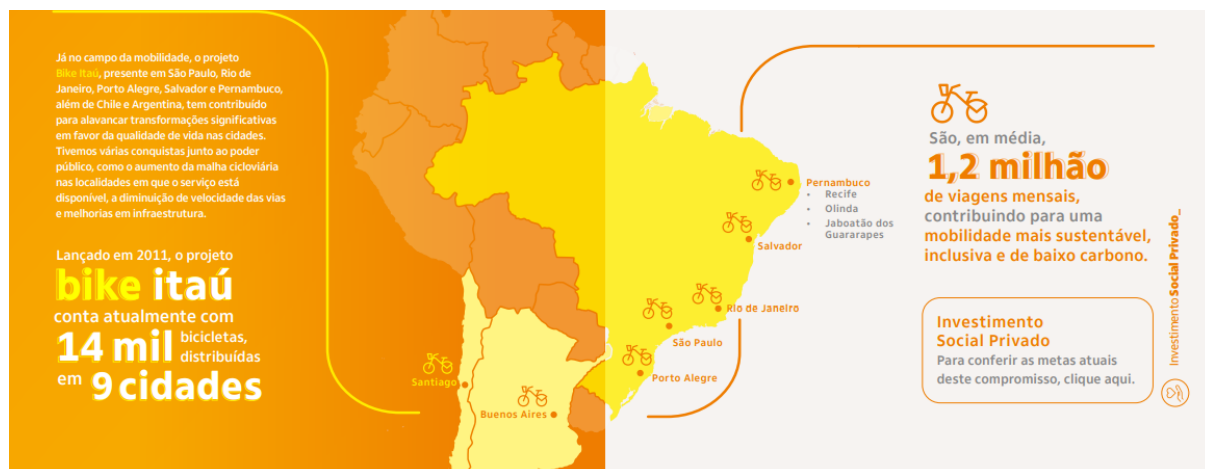 Já no campo da mobilidade, o projeto
Bike Itaú, presente em São Paulo, Rio de
Janeiro, Porto Alegre, Salvador e Pernambuco,
além de Chile e Argentina, tem contribuído
para alavancar transformações significativas
em favor da qualidade de vida nas cidades.
Tivemos várias conquistas junto ao poder
público, como o aumento da malha cicloviária
nas localidades em que o serviço está
disponível, a diminuição de velocidade das vias
e melhorias em infraestrutura.
Lançado em 2011, o projeto
bike itaú
conta atualmente com
14 mil bicicletas,
distribuídas
em 9 cidades
Santiago
Buenos Aires
Pernambuco
• Recife
• Olinda
• Jaboatão dos
Guararapes
Salvador
Rio de Janeiro
São Paulo
Porto Alegre
São, em média,
1,2 milhão
de viagens mensais,
contribuindo para uma
mobilidade mais sustentável,
inclusiva e de baixo carbono.
Investimento
Social Privado
Para conferir as metas atuais
deste compromisso, clique aqui.
Investimento Social Privado_